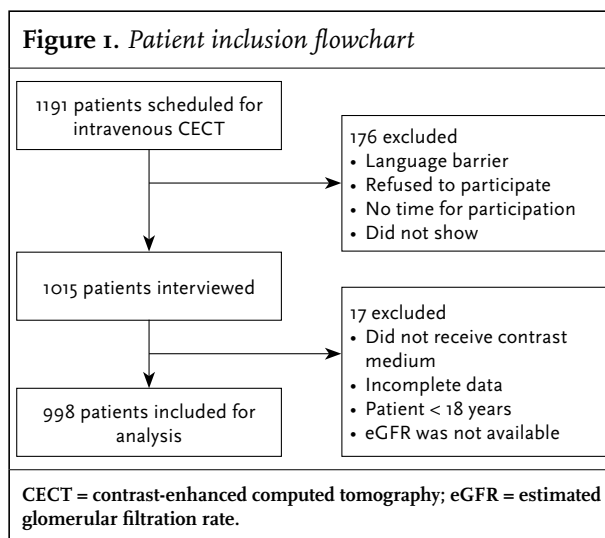 Figure 1. Patient inclusion flowchart
1191 patients scheduled for
intravenous CECT
176 excluded
• Language barrier
• Refused to participate
• No time for participation
• Did not show
1015 patients interviewed
17 excluded
• Did not receive contrast
medium
• Incomplete data
• Patient < 18 years
• eGFR was not available
998 patients included for
analysis
CECT = contrast-enhanced computed tomography; eGFR = estimated
glomerular filtration rate.